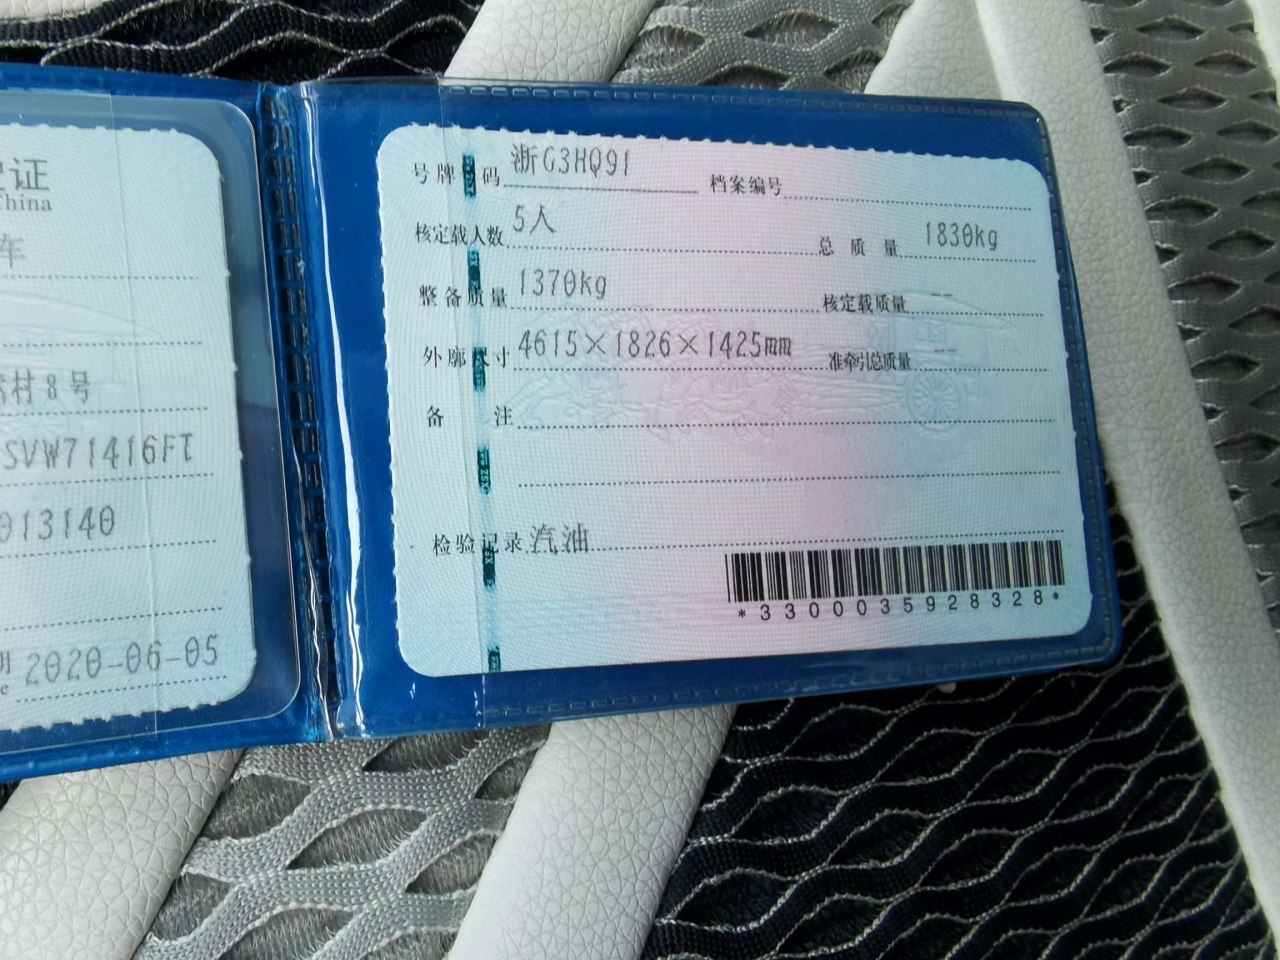 证
China
车
村8号
SVW71416FT
013140
2020-06-05
号牌号码 浙G3HQ91 档案编号
核定载人数 5人 总质量 1830kg
整备质量 1370kg 核定载质量 --
外廓尺寸 4615×1826×1425mm 准牵引总质量 --
备注
检验记录 汽油
*3300035928328*